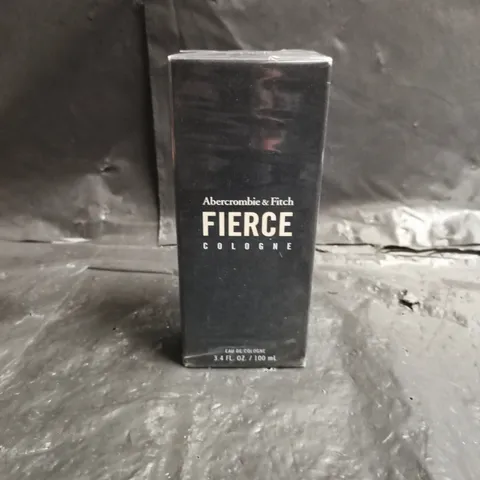 Abercrombie & Fitch
FIERCE
COLOGNE
EAU DE COLOGNE
3.4 FL. OZ. / 100 mL